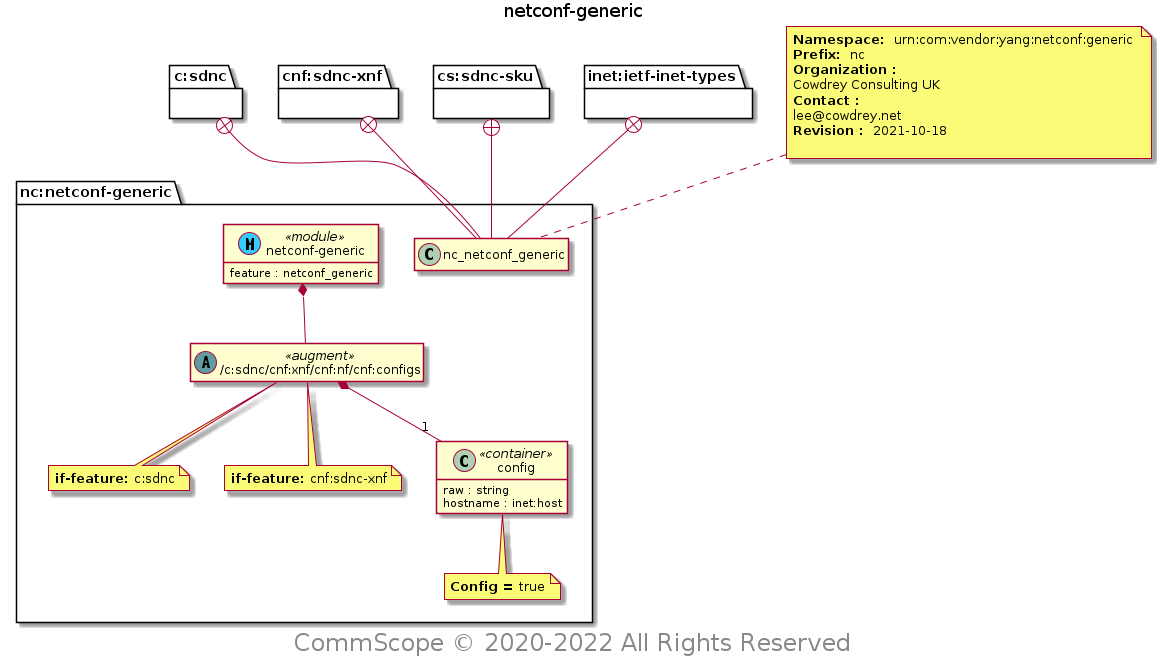 netconf-generic
Namespace: urn:com:vendor:yang:netconf:generic
Prefix: nc
Organization :
Cowdrey Consulting UK
Contact :
lee@cowdrey.net
Revision : 2021-10-18
c:sdnc
cnf:sdnc-xnf
cs:sdnc-sku
inet:ietf-inet-types
nc:netconf-generic
M
«module»
netconf-generic
feature : netconf_generic
C nc_netconf_generic
A
«augment»
/c:sdnc/cnf:xnf/cnf:nf/cnf:configs
1
if-feature: c:sdnc
if-feature: cnf:sdnc-xnf
C
«container»
config
raw : string
hostname : inet:host
Config = true
CommScope © 2020-2022 All Rights Reserved